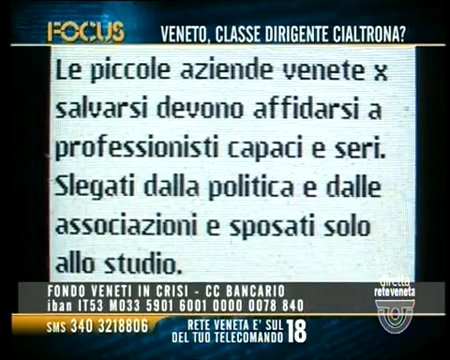 FOCUS
VENETO, CLASSE DIRIGENTE CIALTRONA?
Le piccole aziende venete x
salvarsi devono affidarsi a
professionisti capaci e seri.
Slegati dalla politica e dalle
associazioni e sposati solo
allo studio.
diretta
reteveneta
FONDO VENETI IN CRISI - CC BANCARIO
iban IT53 M033 5901 6001 0000 0078 840
SMS 340 3218806
RETE VENETA E' SUL
DEL TUO TELECOMANDO 18